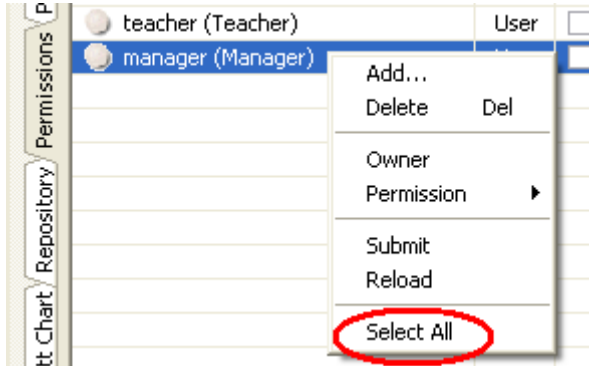 teacher (Teacher) User
manager (Manager)
Add...
Delete Del
Owner
Permission
Submit
Reload
Select All
Permissions
Repository
tt Chart